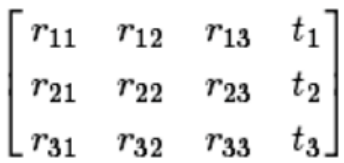 r₁₁ r₁₂ r₁₃ t₁
r₂₁ r₂₂ r₂₃ t₂
r₃₁ r₃₂ r₃₃ t₃